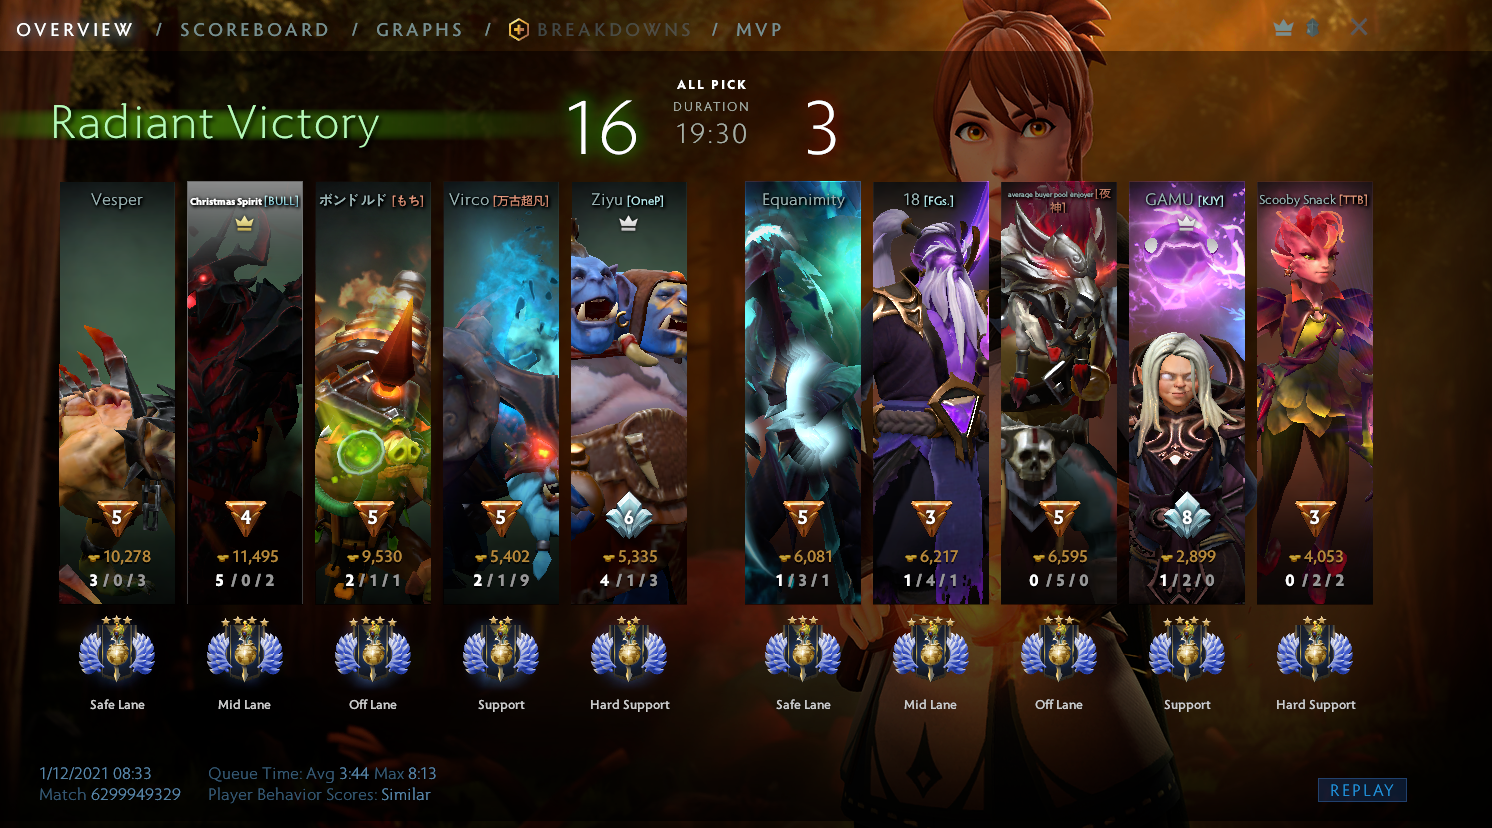 OVERVIEW / SCOREBOARD / GRAPHS / BREAKDOWNS / MVP
ALL PICK
Radiant Victory 16 DURATION 3
19:30
Vesper Christmas Spirit [BULL] ボンドルド [もち] Virco [万古超凡] Ziyu [OneP] Equanimity 18 [FGs.] average buyer pool enjoyer [夜神] GAMU [KJY] Scooby Snack [TTB]
5 4 5 5 6 5 3 5 8 3
10,278 11,495 9,530 5,402 5,335 6,081 6,217 6,595 2,899 4,053
3/0/3 5/0/2 2/1/1 2/1/9 4/1/3 1/3/1 1/4/1 0/5/0 1/2/0 0/2/2
Safe Lane Mid Lane Off Lane Support Hard Support Safe Lane Mid Lane Off Lane Support Hard Support
1/12/2021 08:33 Queue Time: Avg 3:44 Max 8:13
Match 6299949329 Player Behavior Scores: Similar
REPLAY